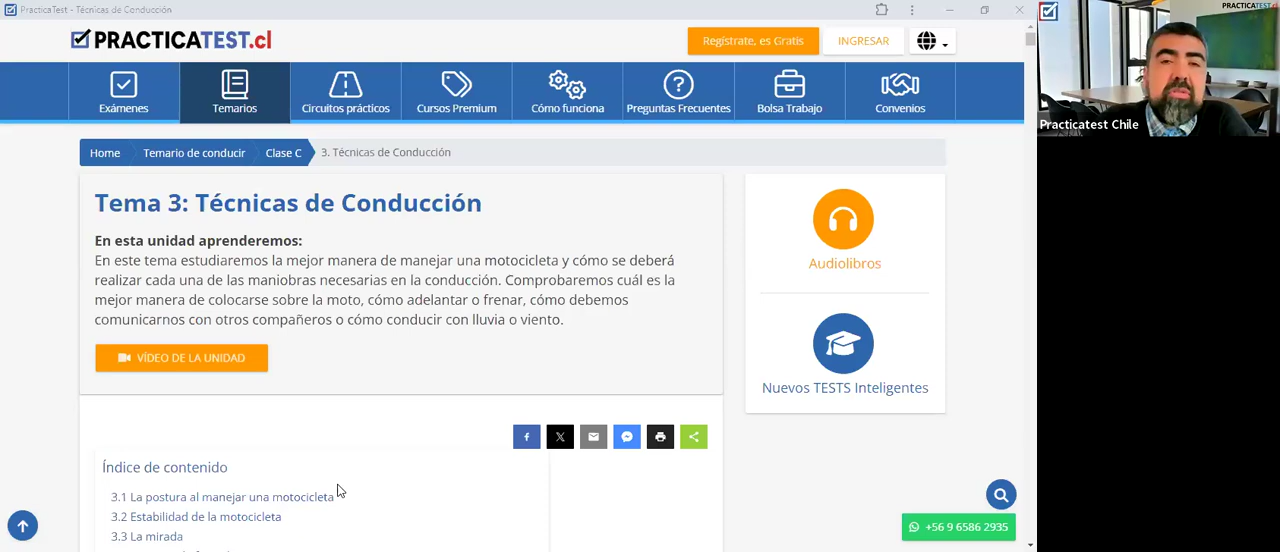 PracticaTest - Técnicas de Conducción
PRACTICATEST.cl
Regístrate, es Gratis
INGRESAR
Exámenes
Temarios
Circuitos prácticos
Cursos Premium
Cómo funciona
Preguntas Frecuentes
Bolsa Trabajo
Convenios
Home
Temario de conducir
Clase C
3. Técnicas de Conducción
Tema 3: Técnicas de Conducción
En esta unidad aprenderemos:
En este tema estudiaremos la mejor manera de manejar una motocicleta y cómo se deberá
realizar cada una de las maniobras necesarias en la conducción. Comprobaremos cuál es la
mejor manera de colocarse sobre la moto, cómo adelantar o frenar, cómo debemos
comunicarnos con otros compañeros o cómo conducir con lluvia o viento.
VÍDEO DE LA UNIDAD
Audiolibros
Nuevos TESTS Inteligentes
Índice de contenido
3.1 La postura al manejar una motocicleta
3.2 Estabilidad de la motocicleta
3.3 La mirada
+56 9 6586 2935
PRACTICATEST.cl
Practicatest Chile